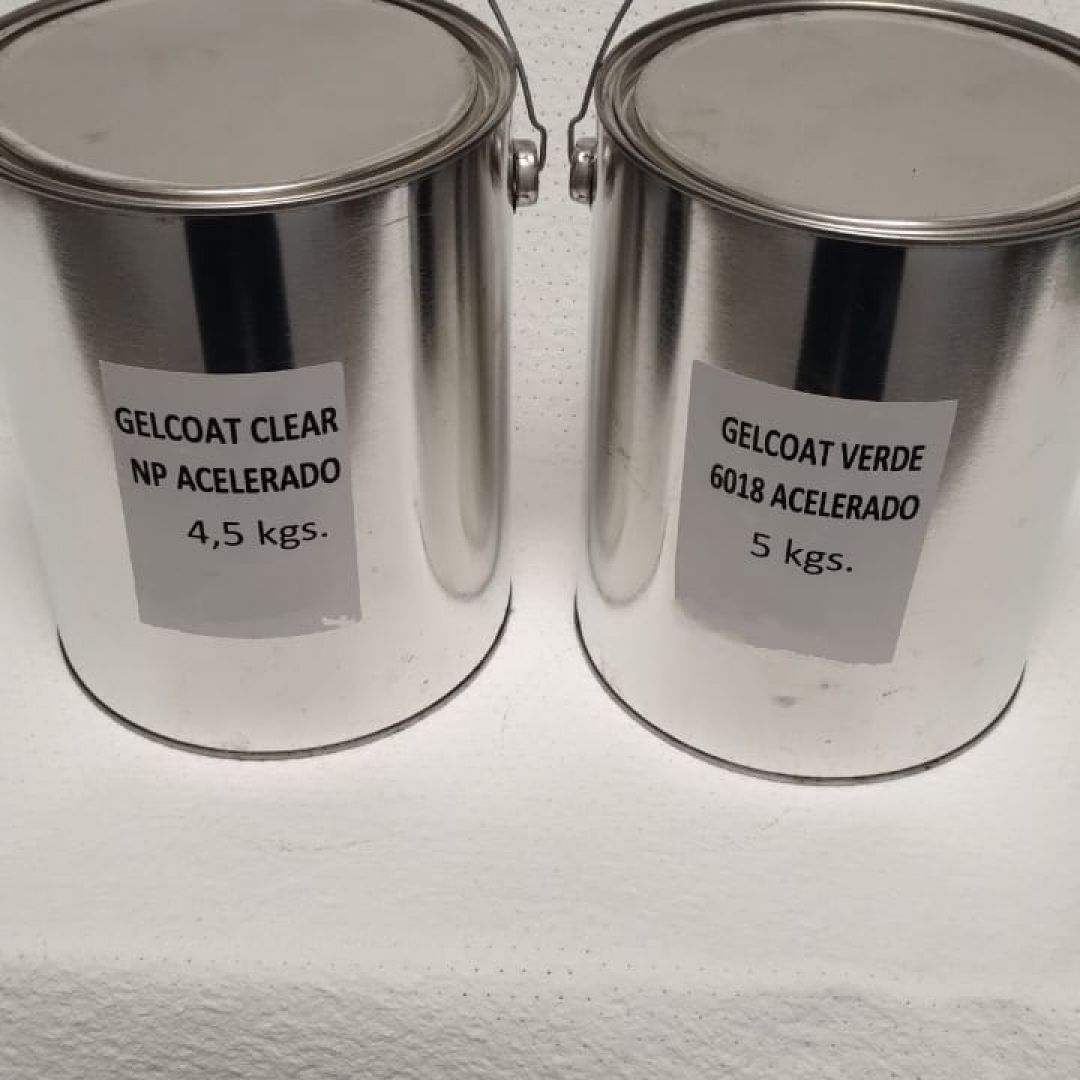 GELCOAT CLEAR
NP ACELERADO
4,5 kgs.
GELCOAT VERDE
6018 ACELERADO
5 kgs.